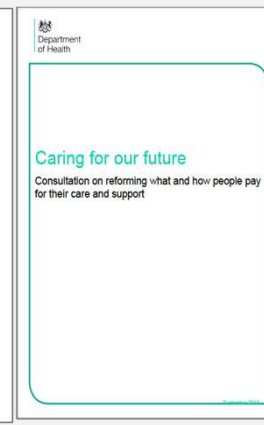 Department
of Health
Caring for our future
Consultation on reforming what and how people pay
for their care and support